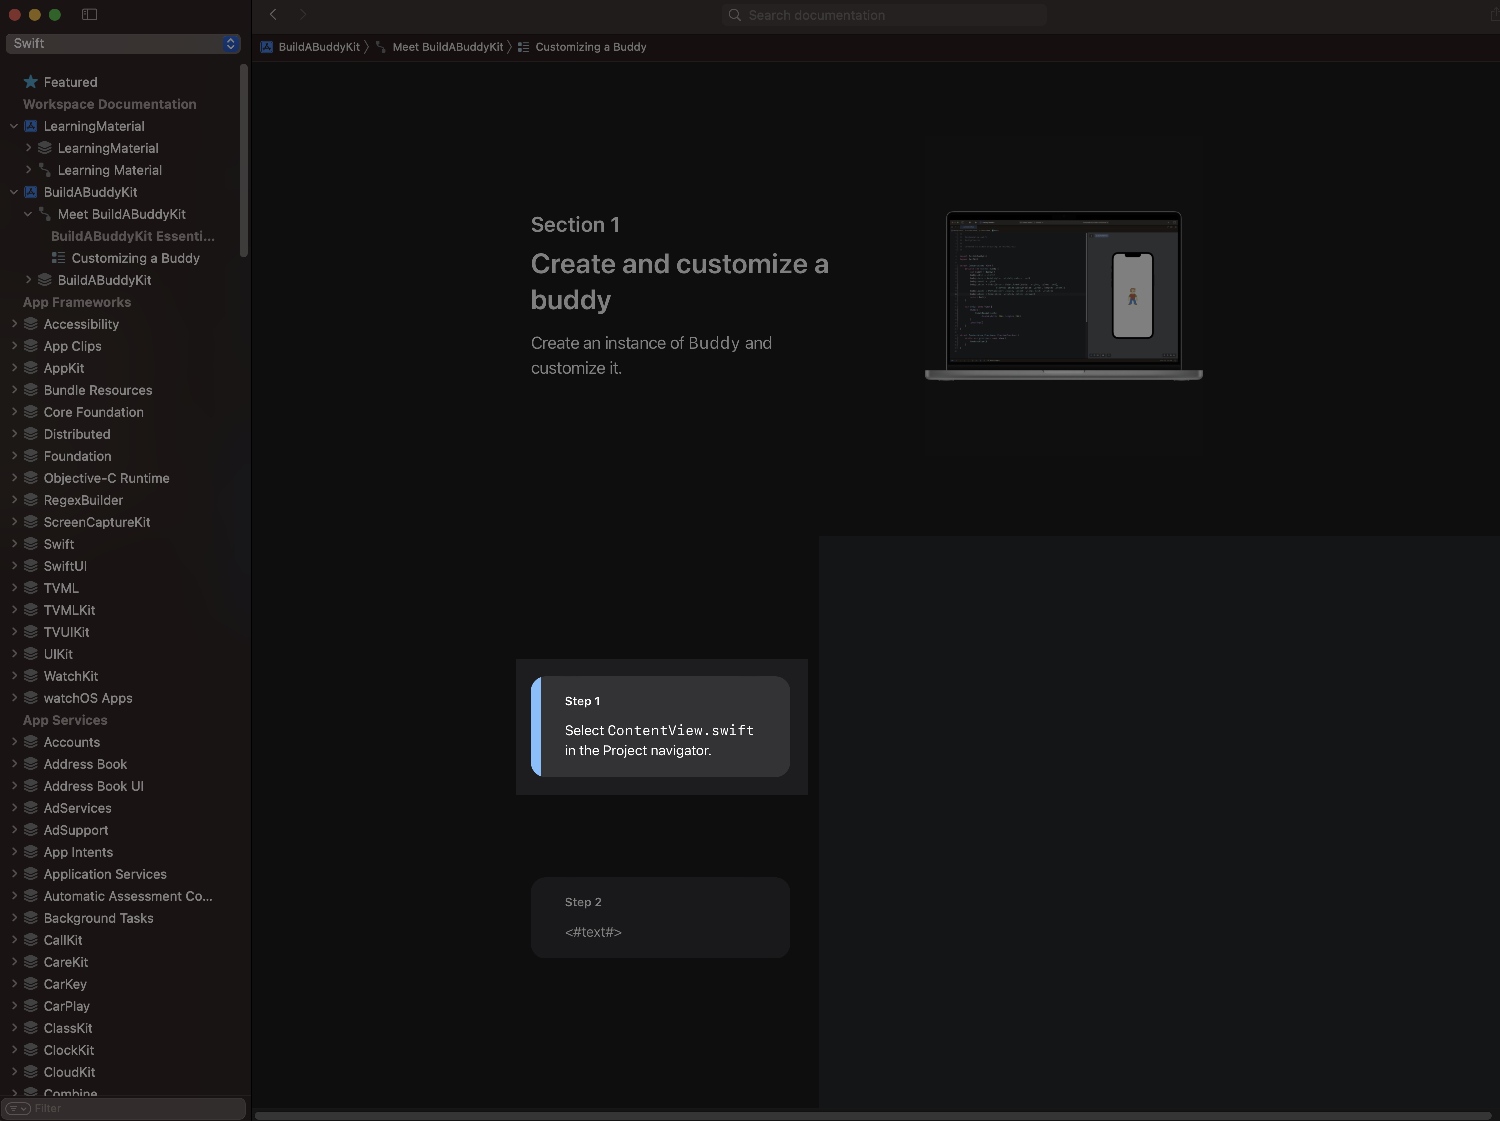 Search documentation
Swift
BuildABuddyKit
Meet BuildABuddyKit
Customizing a Buddy
Featured
Workspace Documentation
LearningMaterial
LearningMaterial
Learning Material
BuildABuddyKit
Meet BuildABuddyKit
BuildABuddyKit Essenti...
Customizing a Buddy
BuildABuddyKit
App Frameworks
Accessibility
App Clips
AppKit
Bundle Resources
Core Foundation
Distributed
Foundation
Objective-C Runtime
RegexBuilder
ScreenCaptureKit
Swift
SwiftUI
TVML
TVMLKit
TVUIKit
UIKit
WatchKit
watchOS Apps
App Services
Accounts
Address Book
Address Book UI
AdServices
AdSupport
App Intents
Application Services
Automatic Assessment Co...
Background Tasks
CallKit
CareKit
CarKey
CarPlay
ClassKit
ClockKit
CloudKit
Combine
Filter
Section 1
Create and customize a
buddy
Create an instance of Buddy and
customize it.
Step 1
Select ContentView.swift
in the Project navigator.
Step 2
<#text#>